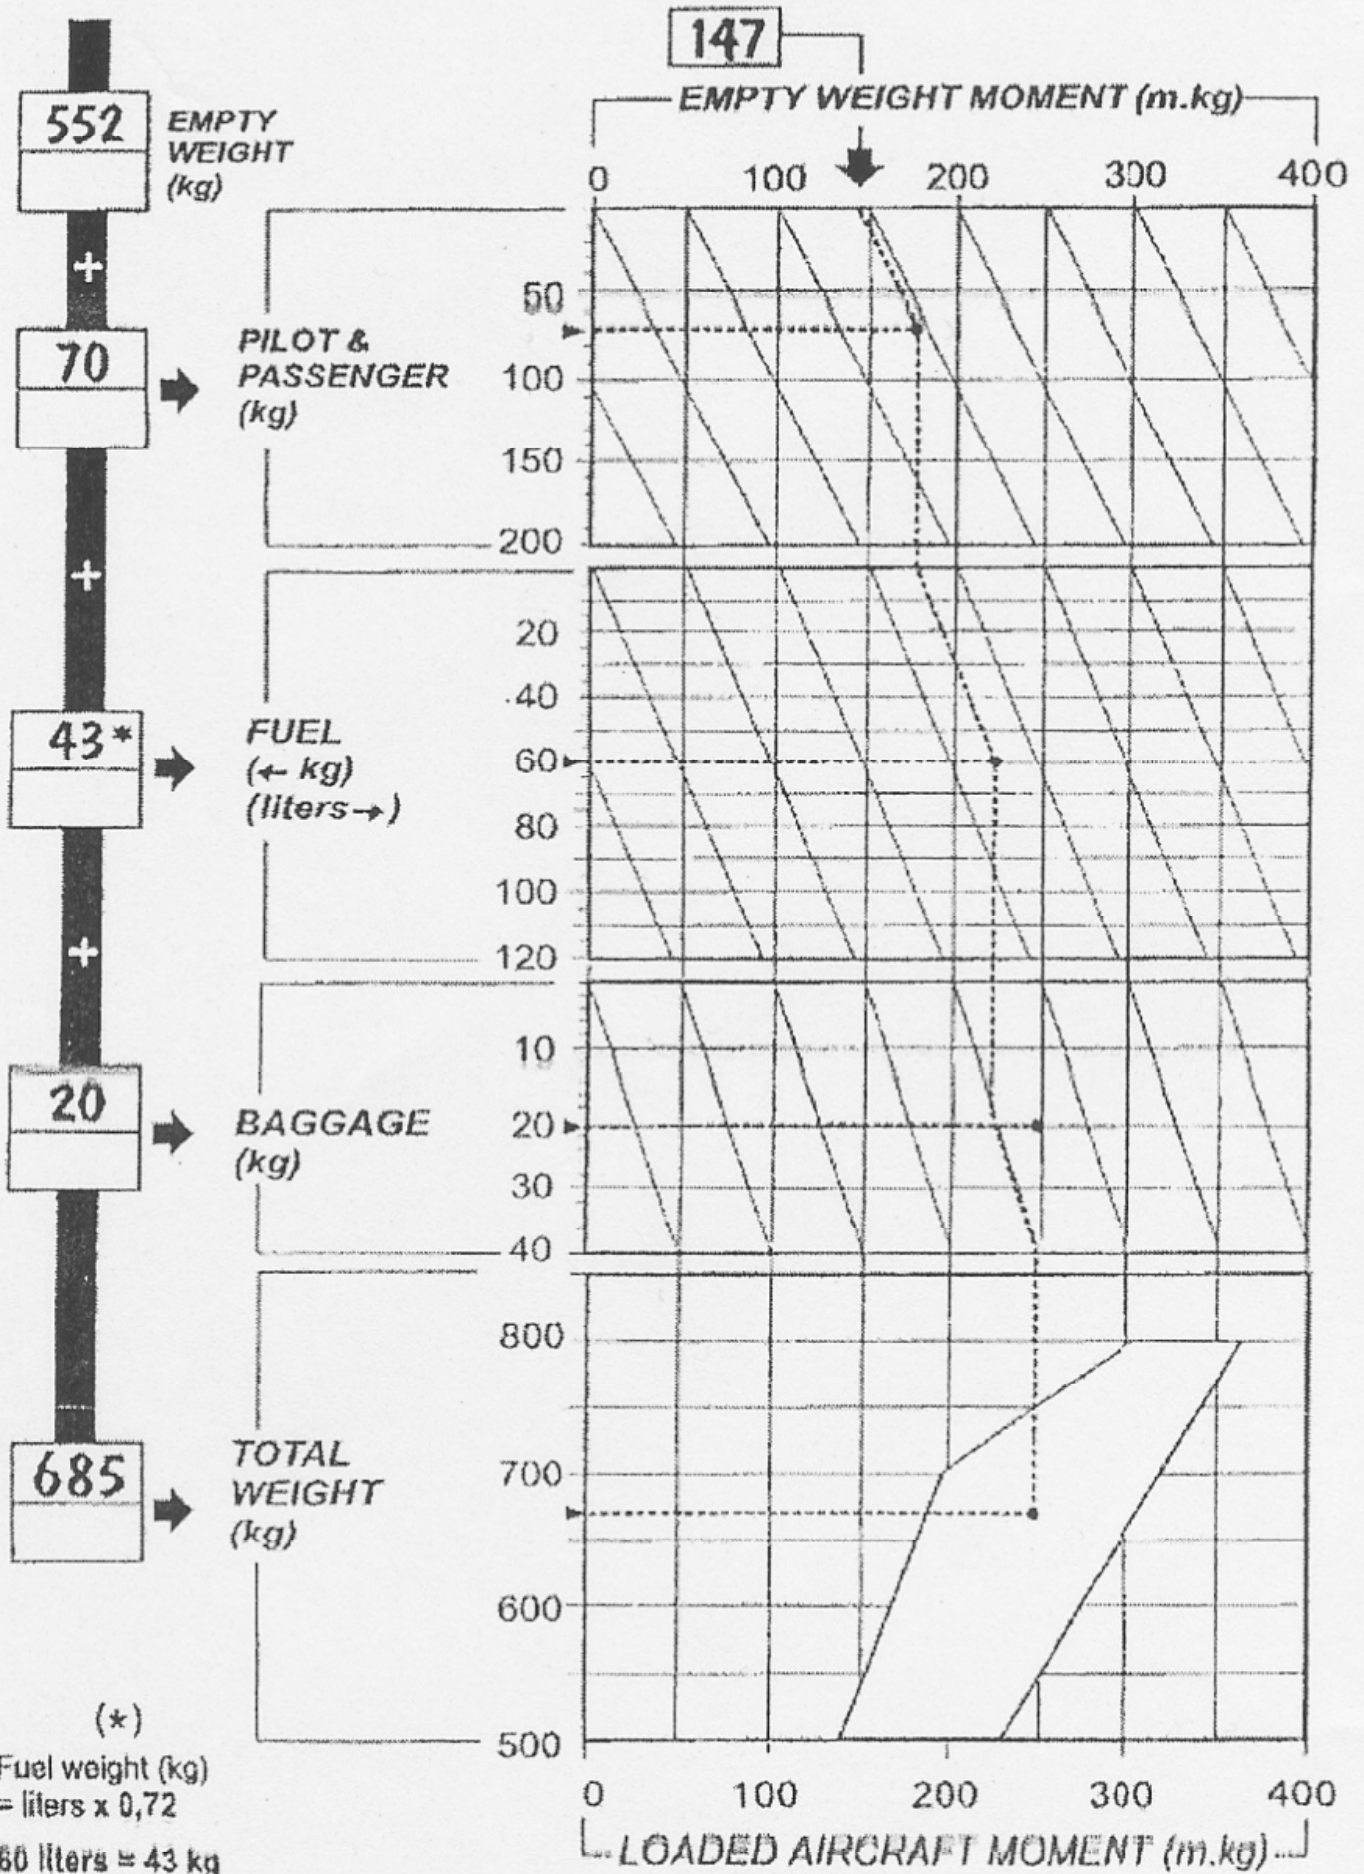 147
EMPTY WEIGHT MOMENT (m.kg)
0 100 200 300 400
552
EMPTY
WEIGHT
(kg)
+
50
70
PILOT &
PASSENGER
(kg)
100
150
200
+
20
40
43*
FUEL
(← kg)
(liters→)
60
80
100
120
+
10
20
BAGGAGE
(kg)
20
30
40
800
685
TOTAL
WEIGHT
(kg)
700
600
500
(*)
Fuel weight (kg)
= liters x 0,72
60 liters = 43 kg
0 100 200 300 400
LOADED AIRCRAFT MOMENT (m.kg)